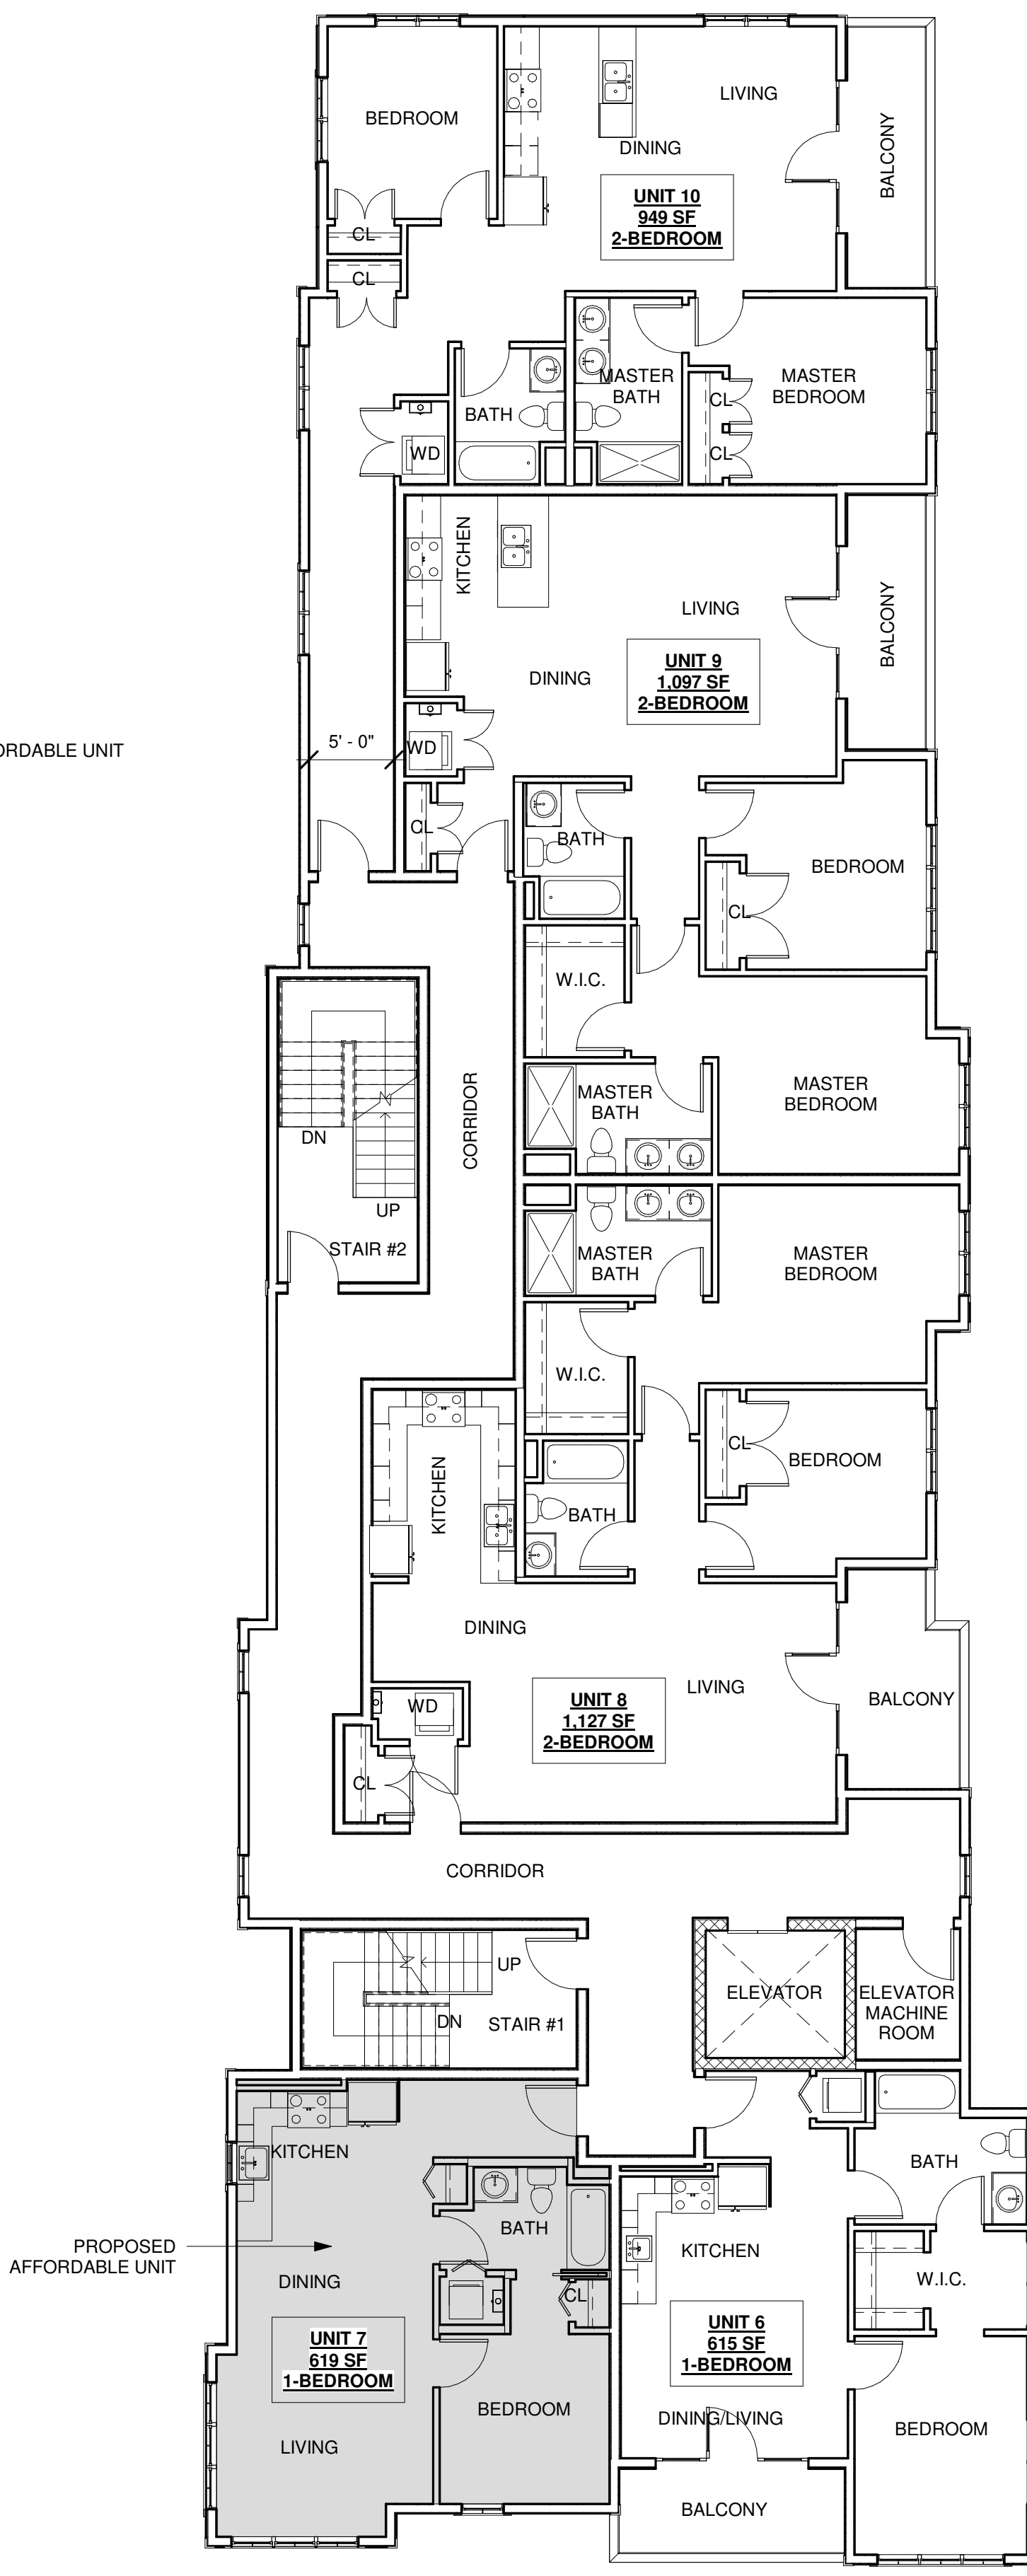 BEDROOM
LIVING
DINING
BALCONY
UNIT 10
949 SF
2-BEDROOM
CL
CL
MASTER
BATH
MASTER
BEDROOM
CL
BATH
WD
CL
KITCHEN
LIVING
BALCONY
DINING
UNIT 9
1,097 SF
2-BEDROOM
ORDABLE UNIT
5' - 0"
WD
CL
BATH
BEDROOM
CL
W.I.C.
CORRIDOR
MASTER
BATH
MASTER
BEDROOM
DN
UP
STAIR #2
MASTER
BATH
MASTER
BEDROOM
W.I.C.
CL
BEDROOM
KITCHEN
BATH
DINING
LIVING
BALCONY
UNIT 8
1,127 SF
2-BEDROOM
WD
CL
CORRIDOR
UP
DN
STAIR #1
ELEVATOR
ELEVATOR
MACHINE
ROOM
KITCHEN
BATH
BATH
PROPOSED
AFFORDABLE UNIT
KITCHEN
DINING
CL
W.I.C.
UNIT 7
619 SF
1-BEDROOM
UNIT 6
615 SF
1-BEDROOM
BEDROOM
DINING/LIVING
BEDROOM
LIVING
BALCONY